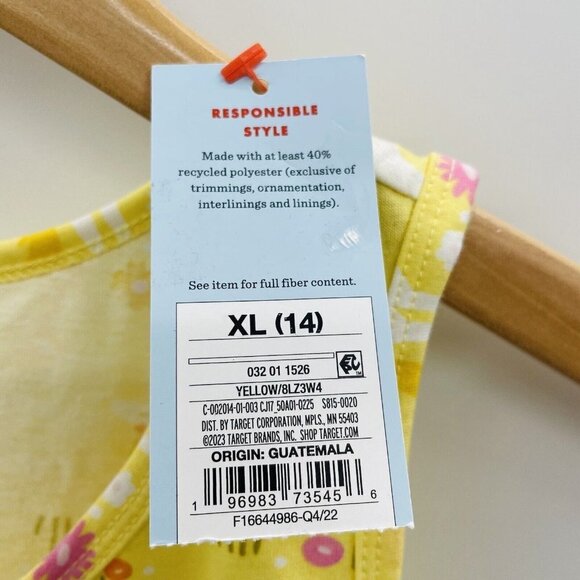 RESPONSIBLE
STYLE
Made with at least 40%
recycled polyester (exclusive of
trimmings, ornamentation,
interlinings and linings).
See item for full fiber content.
XL (14)
032 01 1526
YELLOW/8LZ3W4
C-002014-01-003 CJ17_50A01-0225 S815-0020
DIST. BY TARGET CORPORATION, MPLS., MN 55403
©2023 TARGET BRANDS, INC. SHOP TARGET.COM
ORIGIN: GUATEMALA
1 96983 73545 6
F16644986-Q4/22